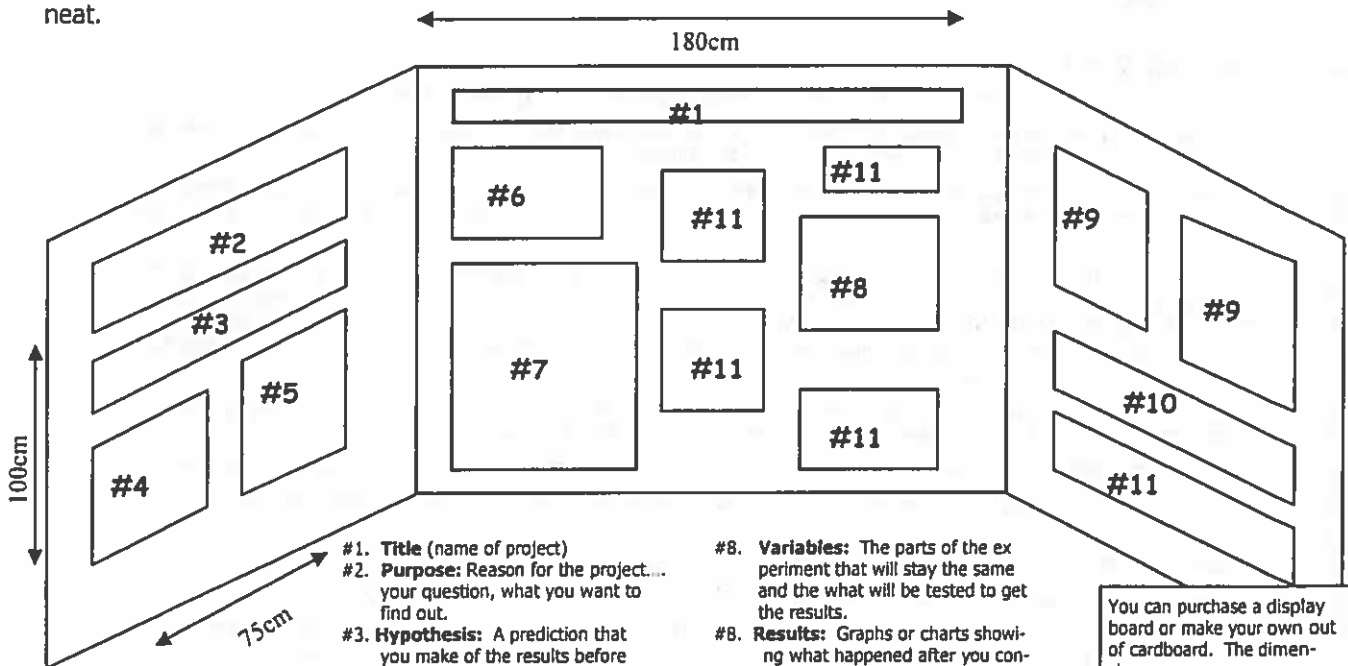 neat.
180cm
#1
#2
#3
#4
#5
100cm
75cm
#6
#7
#11
#11
#11
#8
#11
#9
#9
#10
#11
#1. Title (name of project)
#2. Purpose: Reason for the project...
your question, what you want to
find out.
#3. Hypothesis: A prediction that
you make of the results before
#8. Variables: The parts of the ex
periment that will stay the same
and the what will be tested to get
the results.
#8. Results: Graphs or charts showi-
ng what happened after you con-
You can purchase a display
board or make your own out
of cardboard. The dimen-